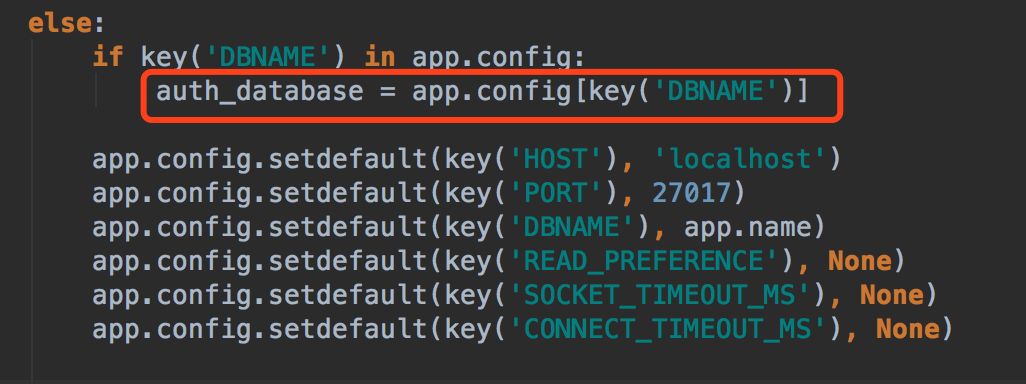 else:
if key('DBNAME') in app.config:
auth_database = app.config[key('DBNAME')]
app.config.setdefault(key('HOST'), 'localhost')
app.config.setdefault(key('PORT'), 27017)
app.config.setdefault(key('DBNAME'), app.name)
app.config.setdefault(key('READ_PREFERENCE'), None)
app.config.setdefault(key('SOCKET_TIMEOUT_MS'), None)
app.config.setdefault(key('CONNECT_TIMEOUT_MS'), None)